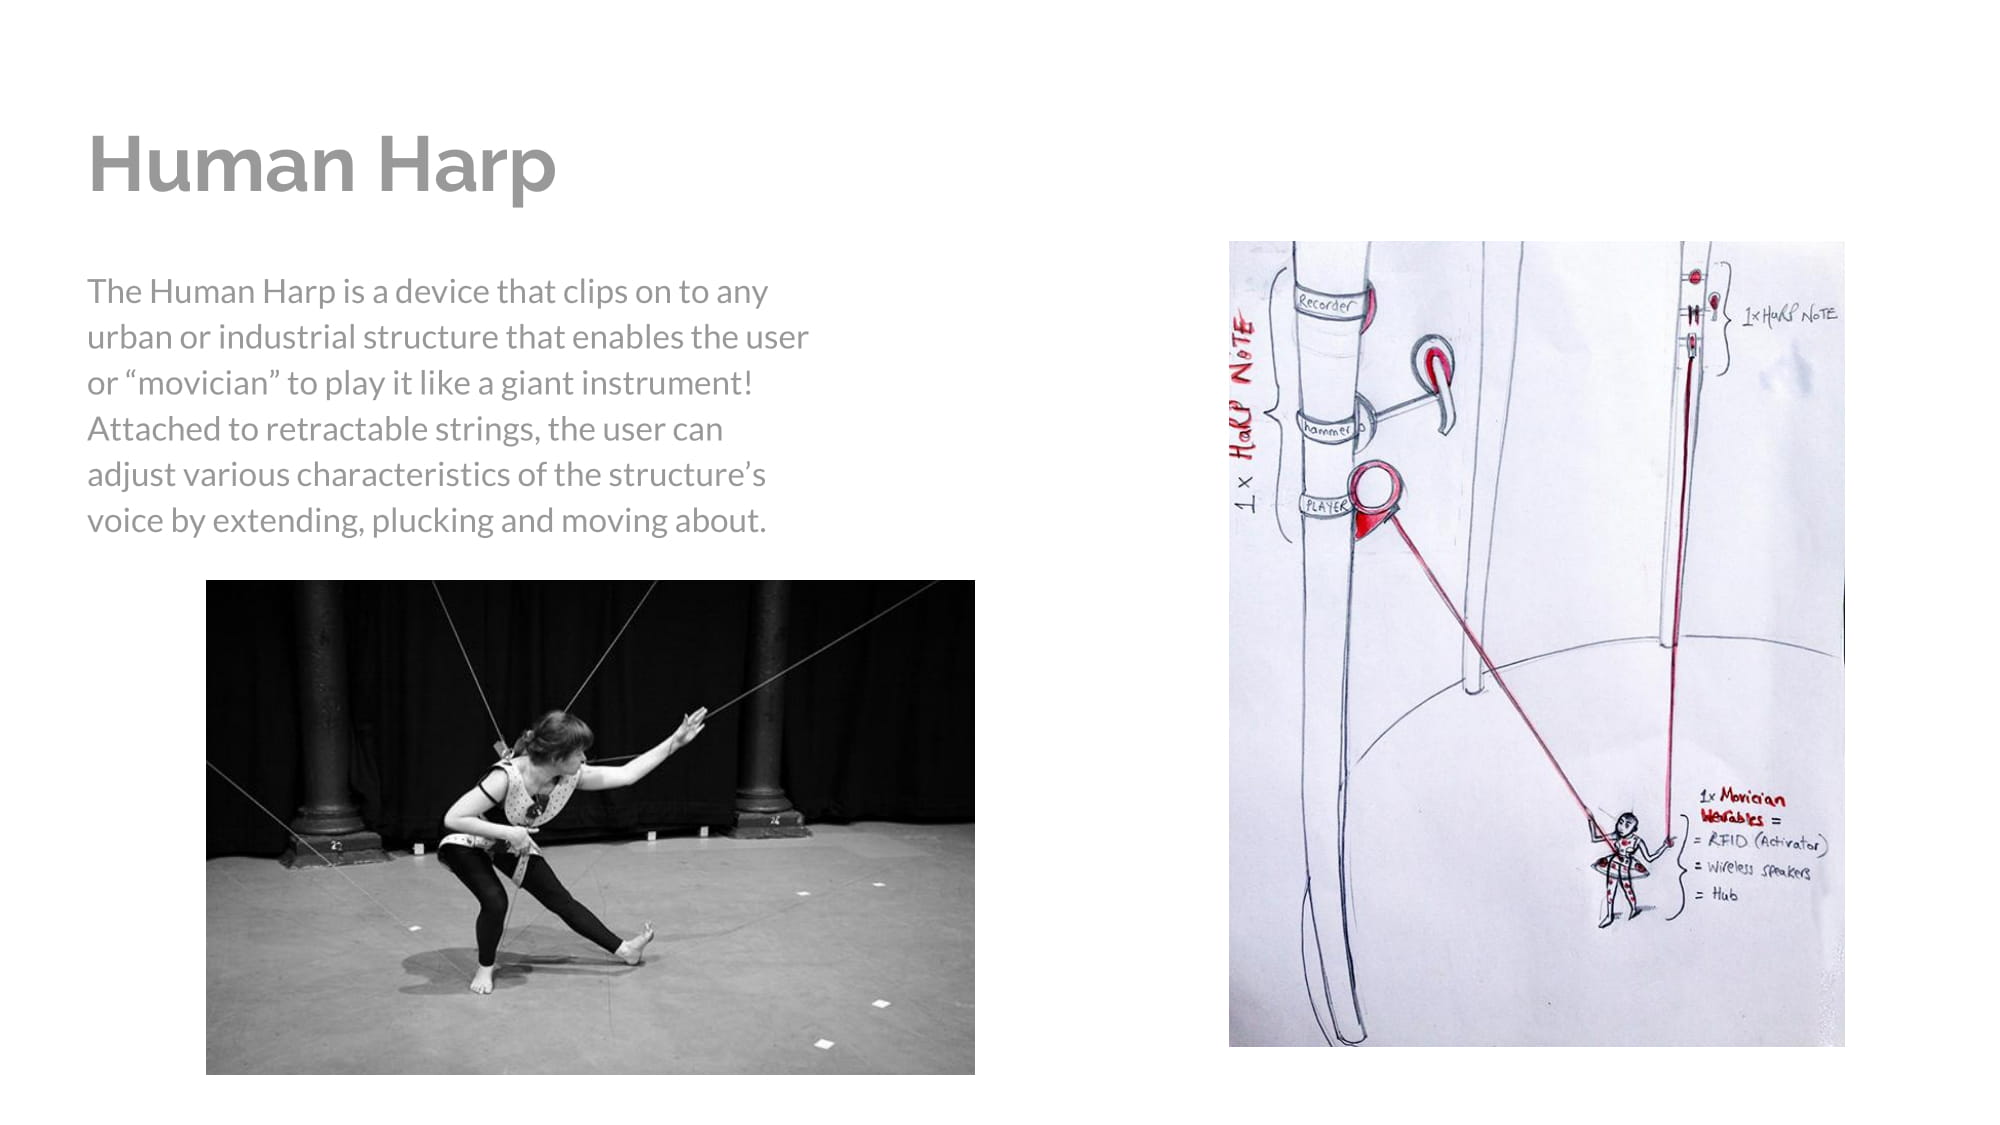 Human Harp
The Human Harp is a device that clips on to any
urban or industrial structure that enables the user
or “movician” to play it like a giant instrument!
Attached to retractable strings, the user can
adjust various characteristics of the structure’s
voice by extending, plucking and moving about.
1 x HaRP NoTE
Recorder
hammer
PLAYER
1x HaRP NoTE
1x Movician
Werables =
= RFID (Activator)
= wireless speakers
= Hub